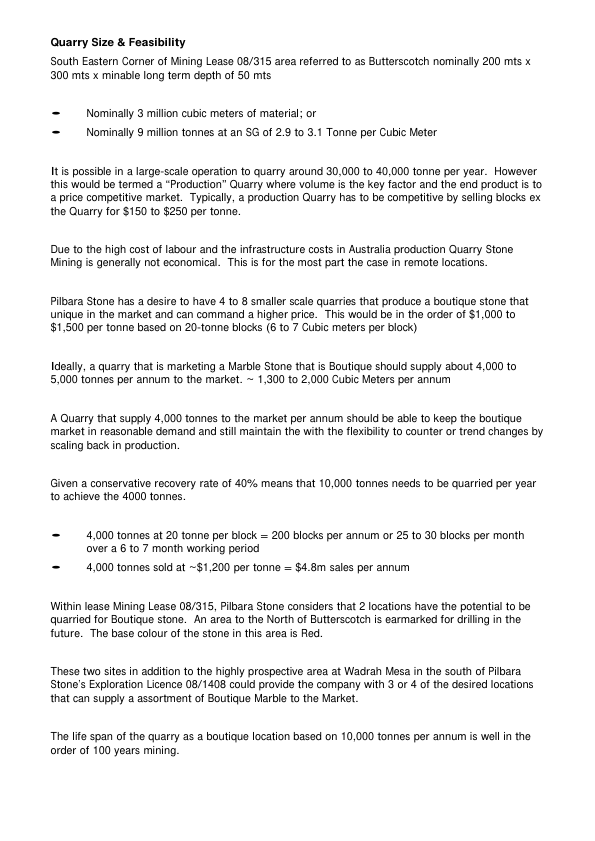 Quarry Size & Feasibility
South Eastern Corner of Mining Lease 08/315 area referred to as Butterscotch nominally 200 mts x
300 mts x minable long term depth of 50 mts
Nominally 3 million cubic meters of material; or
Nominally 9 million tonnes at an SG of 2.9 to 3.1 Tonne per Cubic Meter
It is possible in a large-scale operation to quarry around 30,000 to 40,000 tonne per year.  However
this would be termed a “Production” Quarry where volume is the key factor and the end product is to
a price competitive market.  Typically, a production Quarry has to be competitive by selling blocks ex
the Quarry for $150 to $250 per tonne.
Due to the high cost of labour and the infrastructure costs in Australia production Quarry Stone
Mining is generally not economical.  This is for the most part the case in remote locations.
Pilbara Stone has a desire to have 4 to 8 smaller scale quarries that produce a boutique stone that
unique in the market and can command a higher price.  This would be in the order of $1,000 to
$1,500 per tonne based on 20-tonne blocks (6 to 7 Cubic meters per block)
Ideally, a quarry that is marketing a Marble Stone that is Boutique should supply about 4,000 to
5,000 tonnes per annum to the market. ~ 1,300 to 2,000 Cubic Meters per annum
A Quarry that supply 4,000 tonnes to the market per annum should be able to keep the boutique
market in reasonable demand and still maintain the with the flexibility to counter or trend changes by
scaling back in production.
Given a conservative recovery rate of 40% means that 10,000 tonnes needs to be quarried per year
to achieve the 4000 tonnes.
4,000 tonnes at 20 tonne per block = 200 blocks per annum or 25 to 30 blocks per month
over a 6 to 7 month working period
4,000 tonnes sold at ~$1,200 per tonne = $4.8m sales per annum
Within lease Mining Lease 08/315, Pilbara Stone considers that 2 locations have the potential to be
quarried for Boutique stone.  An area to the North of Butterscotch is earmarked for drilling in the
future.  The base colour of the stone in this area is Red.
These two sites in addition to the highly prospective area at Wadrah Mesa in the south of Pilbara
Stone’s Exploration Licence 08/1408 could provide the company with 3 or 4 of the desired locations
that can supply a assortment of Boutique Marble to the Market.
The life span of the quarry as a boutique location based on 10,000 tonnes per annum is well in the
order of 100 years mining.